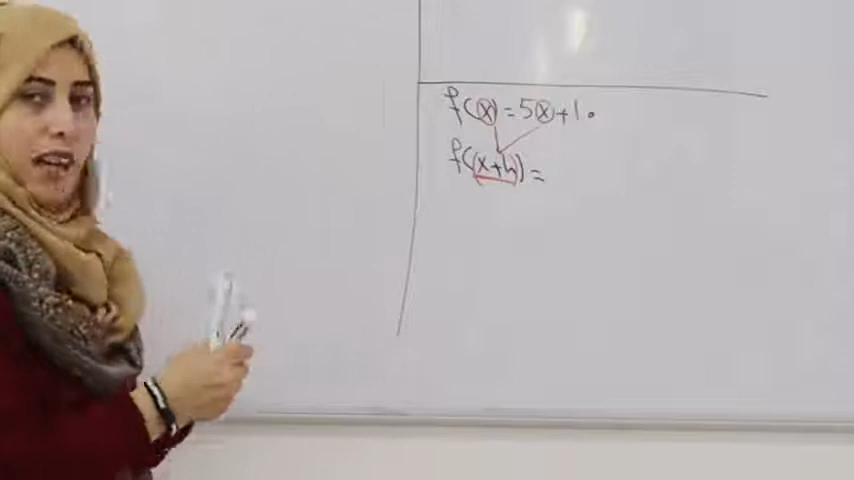 f(x) = 5x + 1.
f(x+h) =